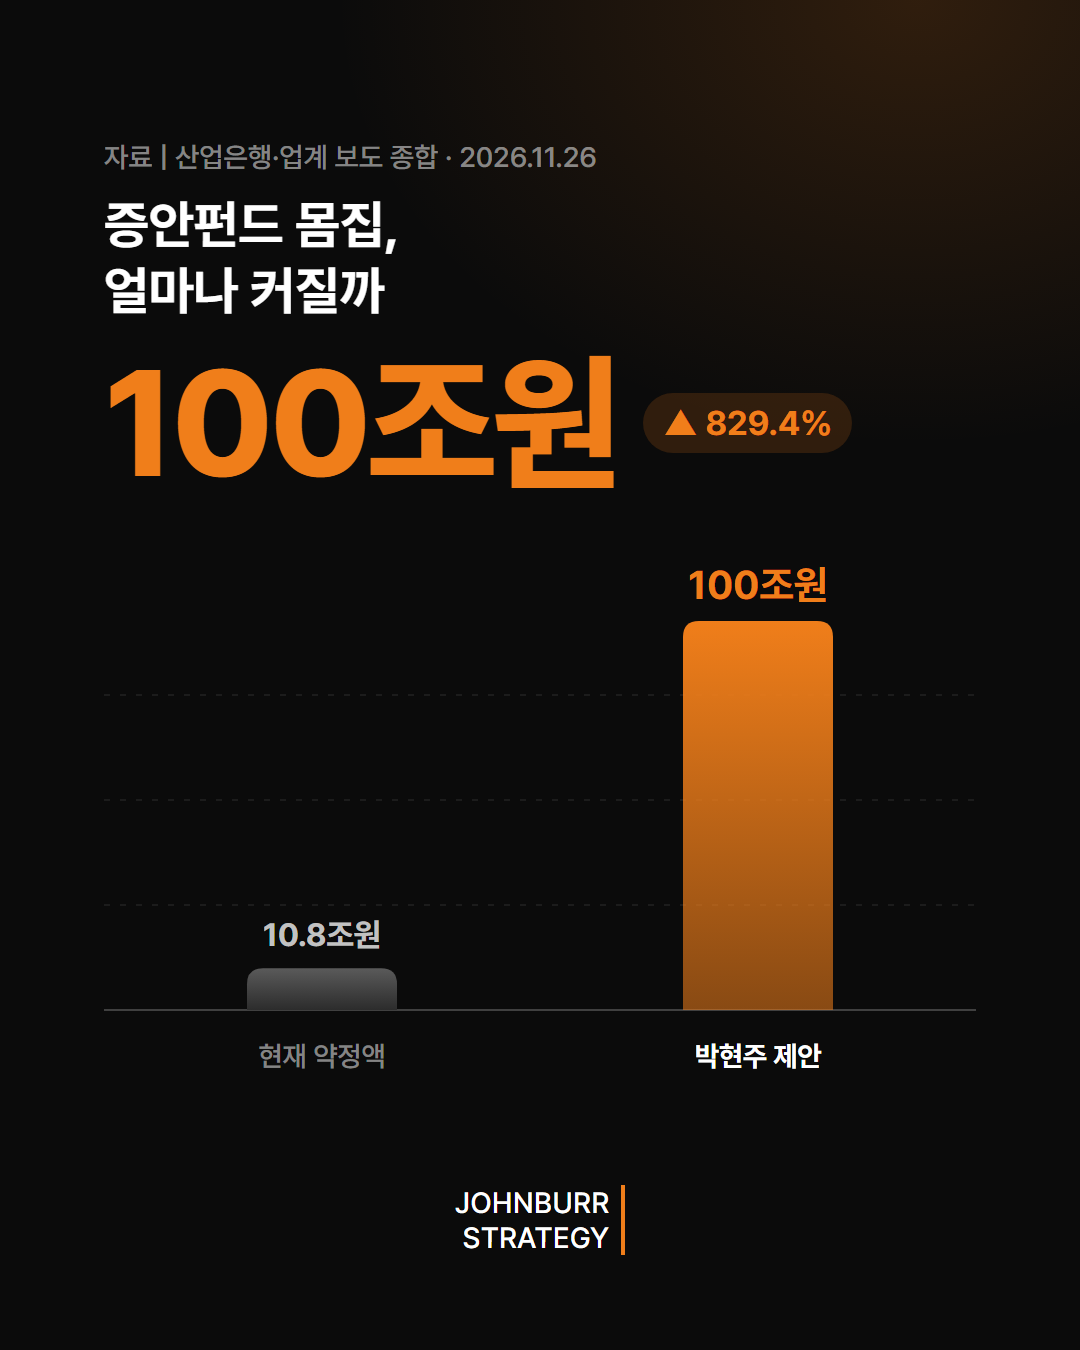 자료 | 산업은행·업계 보도 종합 · 2026.11.26
증안펀드 몸집,
얼마나 커질까
100조원
▲ 829.4%
100조원
10.8조원
현재 약정액
박현주 제안
JOHNBURR
STRATEGY